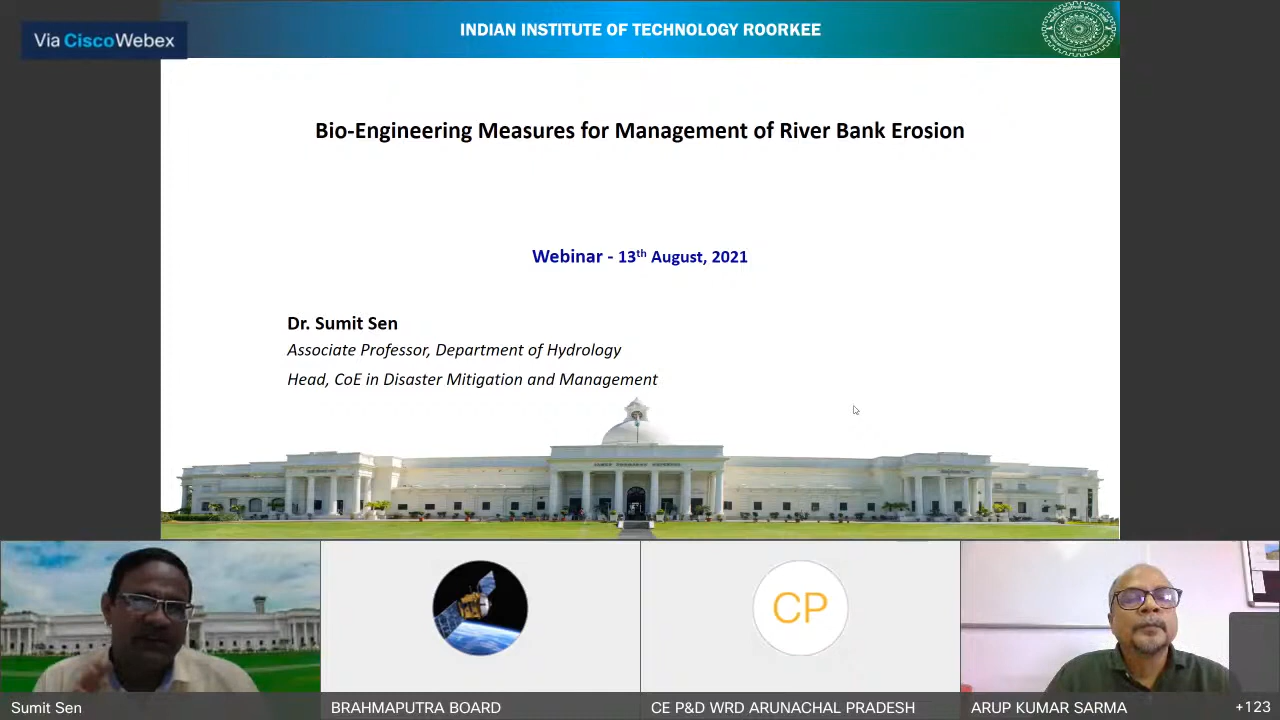 Via CiscoWebex
INDIAN INSTITUTE OF TECHNOLOGY ROORKEE
Bio-Engineering Measures for Management of River Bank Erosion
Webinar - 13th August, 2021
Dr. Sumit Sen
Associate Professor, Department of Hydrology
Head, CoE in Disaster Mitigation and Management
CP
Sumit Sen
BRAHMAPUTRA BOARD
CE P&D WRD ARUNACHAL PRADESH
ARUP KUMAR SARMA
+123